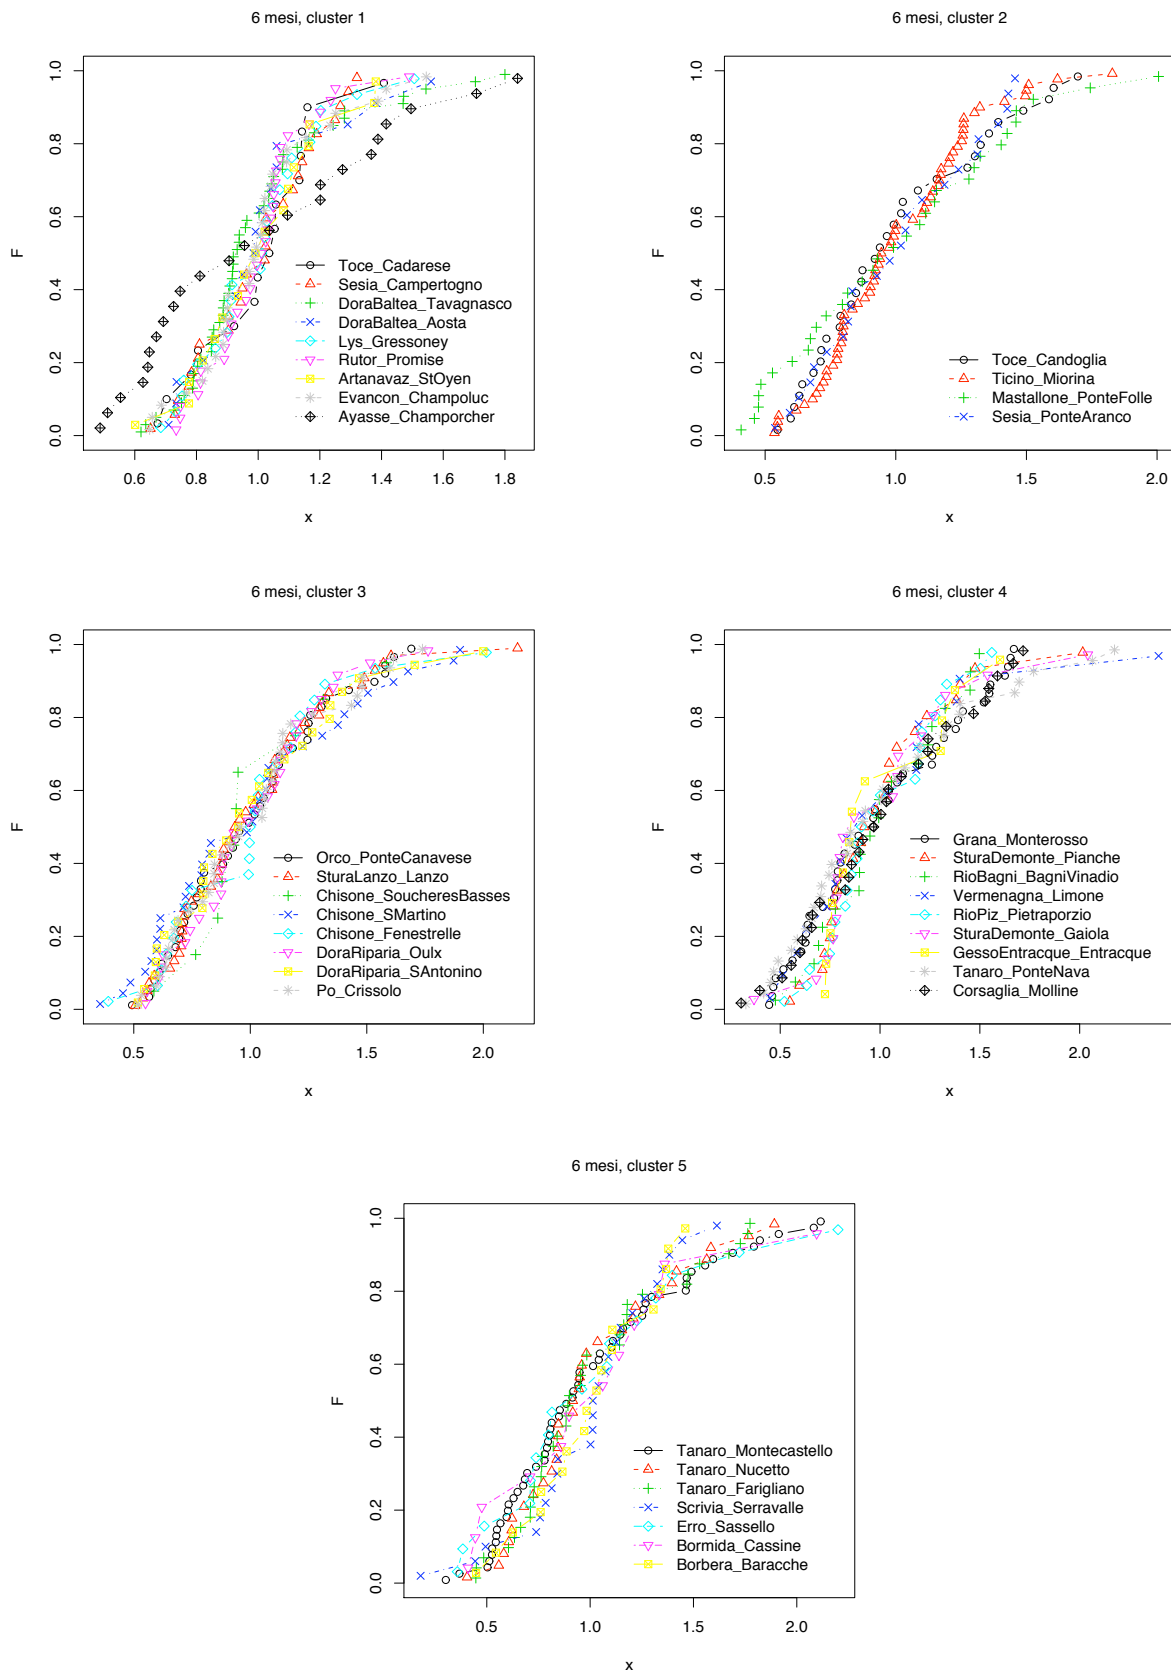 6 mesi, cluster 1
1.0
0.8
0.6
0.4
0.2
0.0
F
Toce_Cadarese
Sesia_Campertogno
DoraBaltea_Tavagnasco
DoraBaltea_Aosta
Lys_Gressoney
Rutor_Promise
Artanavaz_StOyen
Evancon_Champoluc
Ayasse_Champorcher
0.6 0.8 1.0 1.2 1.4 1.6 1.8
x
6 mesi, cluster 2
1.0
0.8
0.6
0.4
0.2
0.0
F
Toce_Candoglia
Ticino_Miorina
Mastallone_PonteFolle
Sesia_PonteAranco
0.5 1.0 1.5 2.0
x
6 mesi, cluster 3
1.0
0.8
0.6
0.4
0.2
0.0
F
Orco_PonteCanavese
SturaLanzo_Lanzo
Chisone_SoucheresBasses
Chisone_SMartino
Chisone_Fenestrelle
DoraRiparia_Oulx
DoraRiparia_SAntonino
Po_Crissolo
0.5 1.0 1.5 2.0
x
6 mesi, cluster 4
1.0
0.8
0.6
0.4
0.2
0.0
F
Grana_Monterosso
SturaDemonte_Pianche
RioBagni_BagniVinadio
Vermenagna_Limone
RioPiz_Pietraporzio
SturaDemonte_Gaiola
GessoEntracque_Entracque
Tanaro_PonteNava
Corsaglia_Molline
0.5 1.0 1.5 2.0
x
6 mesi, cluster 5
1.0
0.8
0.6
0.4
0.2
0.0
F
Tanaro_Montecastello
Tanaro_Nucetto
Tanaro_Farigliano
Scrivia_Serravalle
Erro_Sassello
Bormida_Cassine
Borbera_Baracche
0.5 1.0 1.5 2.0
x